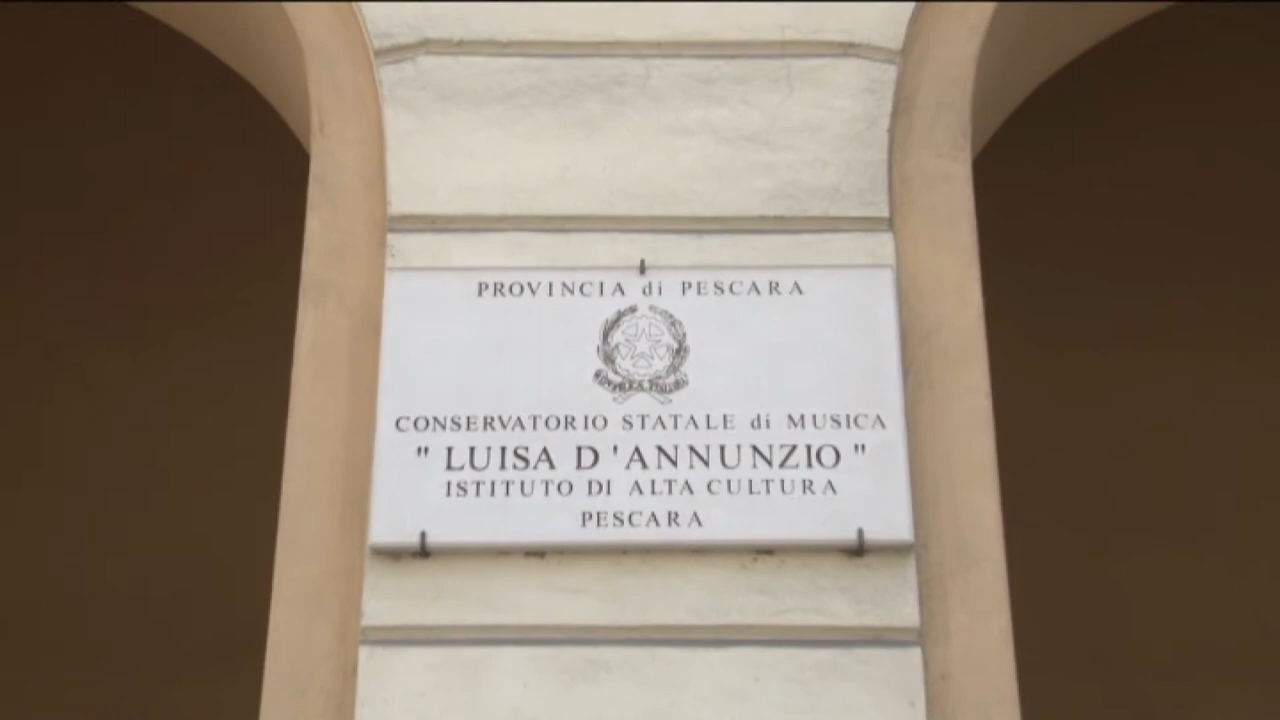 PROVINCIA di PESCARA
CONSERVATORIO STATALE di MUSICA
" LUISA D'ANNUNZIO "
ISTITUTO DI ALTA CULTURA
PESCARA